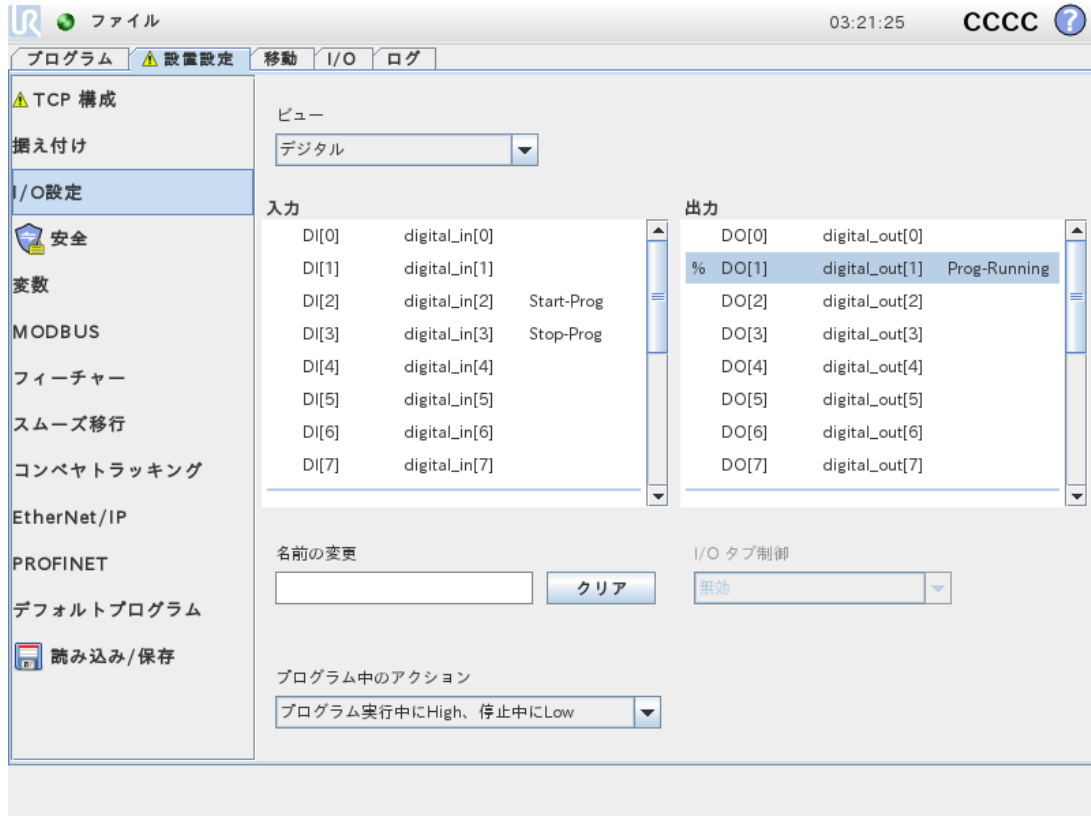 UR ファイル 03:21:25 CCCC ?
プログラム 設置設定 移動 I/O ログ
TCP 構成
据え付け
I/O設定
安全
変数
MODBUS
フィーチャー
スムーズ移行
コンベヤトラッキング
EtherNet/IP
PROFINET
デフォルトプログラム
読み込み/保存
ビュー
デジタル
入力
DI[0] digital_in[0]
DI[1] digital_in[1]
DI[2] digital_in[2] Start-Prog
DI[3] digital_in[3] Stop-Prog
DI[4] digital_in[4]
DI[5] digital_in[5]
DI[6] digital_in[6]
DI[7] digital_in[7]
出力
DO[0] digital_out[0]
% DO[1] digital_out[1] Prog-Running
DO[2] digital_out[2]
DO[3] digital_out[3]
DO[4] digital_out[4]
DO[5] digital_out[5]
DO[6] digital_out[6]
DO[7] digital_out[7]
名前の変更
クリア
I/O タブ制御
無効
プログラム中のアクション
プログラム実行中にHigh、停止中にLow